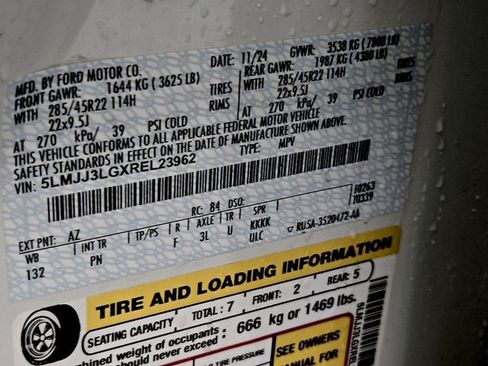 MFD. BY FORD MOTOR CO. DATE: 11/24 GVWR: 3538 KG (7800 LB)
FRONT GAWR: 1644 KG (3625 LB) REAR GAWR: 1987 KG (4380 LB)
WITH 285/45R22 114H TIRES WITH 285/45R22 114H TIRES
22x9.5J RIMS 22x9.5J
AT 270 kPa/ 39 PSI COLD AT 270 kPa/ 39 PSI COLD
THIS VEHICLE CONFORMS TO ALL APPLICABLE FEDERAL MOTOR VEHICLE
SAFETY STANDARDS IN EFFECT ON THE DATE OF MANUFACTURE SHOWN ABOVE.
VIN: 5LMJJ3LGXREL23962 TYPE: MPV
F0263
70339
EXT PNT: AZ RC: 84 DSO:
WB INT TR TP/PS R AXLE TR SPR
132 PN F 3L U KKKK
ULC RUSA-3520472-AA
TIRE AND LOADING INFORMATION
SEATING CAPACITY TOTAL: 7 FRONT: 2 REAR: 5
combined weight of occupants
should never exceed: 666 kg or 1469 lbs.
SEE OWNERS
MANUAL FOR